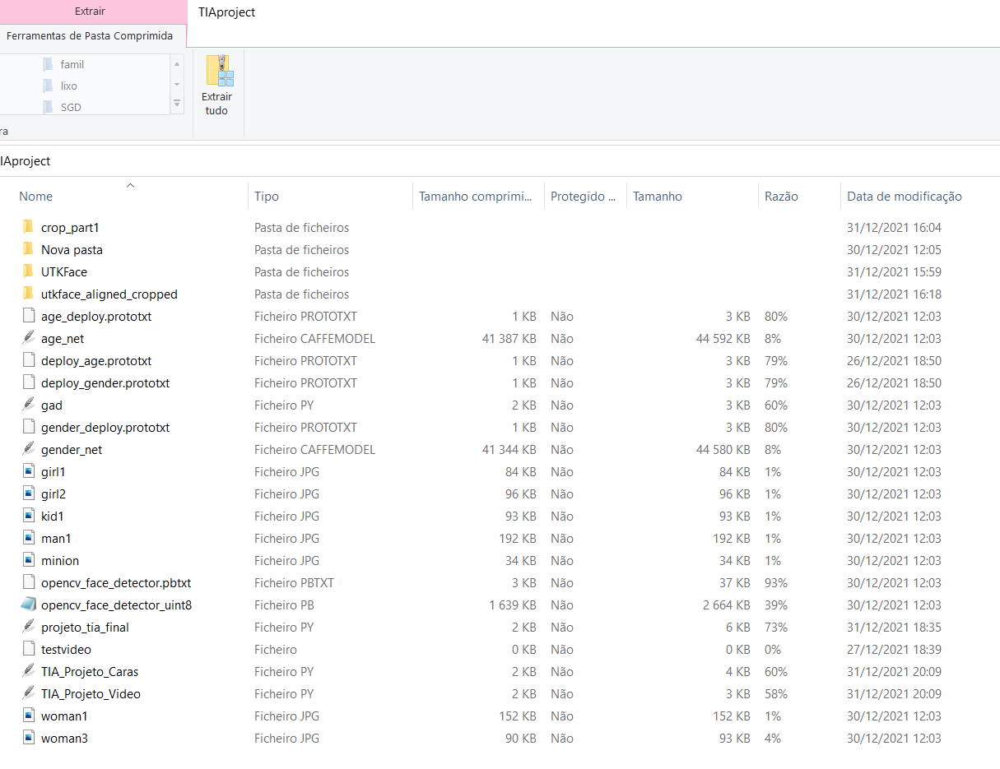 Extrair
TIAproject
Ferramentas de Pasta Comprimida
famil
lixo
SGD
Extrair
tudo
ra
IAproject
Nome Tipo Tamanho comprimi... Protegido ... Tamanho Razão Data de modificação
crop_part1 Pasta de ficheiros 31/12/2021 16:04
Nova pasta Pasta de ficheiros 30/12/2021 12:05
UTKFace Pasta de ficheiros 31/12/2021 15:59
utkface_aligned_cropped Pasta de ficheiros 31/12/2021 16:18
age_deploy.prototxt Ficheiro PROTOTXT 1 KB Não 3 KB 80% 30/12/2021 12:03
age_net Ficheiro CAFFEMODEL 41 387 KB Não 44 592 KB 8% 30/12/2021 12:03
deploy_age.prototxt Ficheiro PROTOTXT 1 KB Não 3 KB 79% 26/12/2021 18:50
deploy_gender.prototxt Ficheiro PROTOTXT 1 KB Não 3 KB 79% 26/12/2021 18:50
gad Ficheiro PY 2 KB Não 3 KB 60% 30/12/2021 12:03
gender_deploy.prototxt Ficheiro PROTOTXT 1 KB Não 3 KB 80% 30/12/2021 12:03
gender_net Ficheiro CAFFEMODEL 41 344 KB Não 44 580 KB 8% 30/12/2021 12:03
girl1 Ficheiro JPG 84 KB Não 84 KB 1% 30/12/2021 12:03
girl2 Ficheiro JPG 96 KB Não 96 KB 1% 30/12/2021 12:03
kid1 Ficheiro JPG 93 KB Não 93 KB 1% 30/12/2021 12:03
man1 Ficheiro JPG 192 KB Não 192 KB 1% 30/12/2021 12:03
minion Ficheiro JPG 34 KB Não 34 KB 1% 30/12/2021 12:03
opencv_face_detector.pbtxt Ficheiro PBTXT 3 KB Não 37 KB 93% 30/12/2021 12:03
opencv_face_detector_uint8 Ficheiro PB 1 639 KB Não 2 664 KB 39% 30/12/2021 12:03
projeto_tia_final Ficheiro PY 2 KB Não 6 KB 73% 31/12/2021 18:35
testvideo Ficheiro 0 KB Não 0 KB 0% 27/12/2021 18:39
TIA_Projeto_Caras Ficheiro PY 2 KB Não 4 KB 60% 31/12/2021 20:09
TIA_Projeto_Video Ficheiro PY 2 KB Não 3 KB 58% 31/12/2021 20:09
woman1 Ficheiro JPG 152 KB Não 152 KB 1% 30/12/2021 12:03
woman3 Ficheiro JPG 90 KB Não 93 KB 4% 30/12/2021 12:03